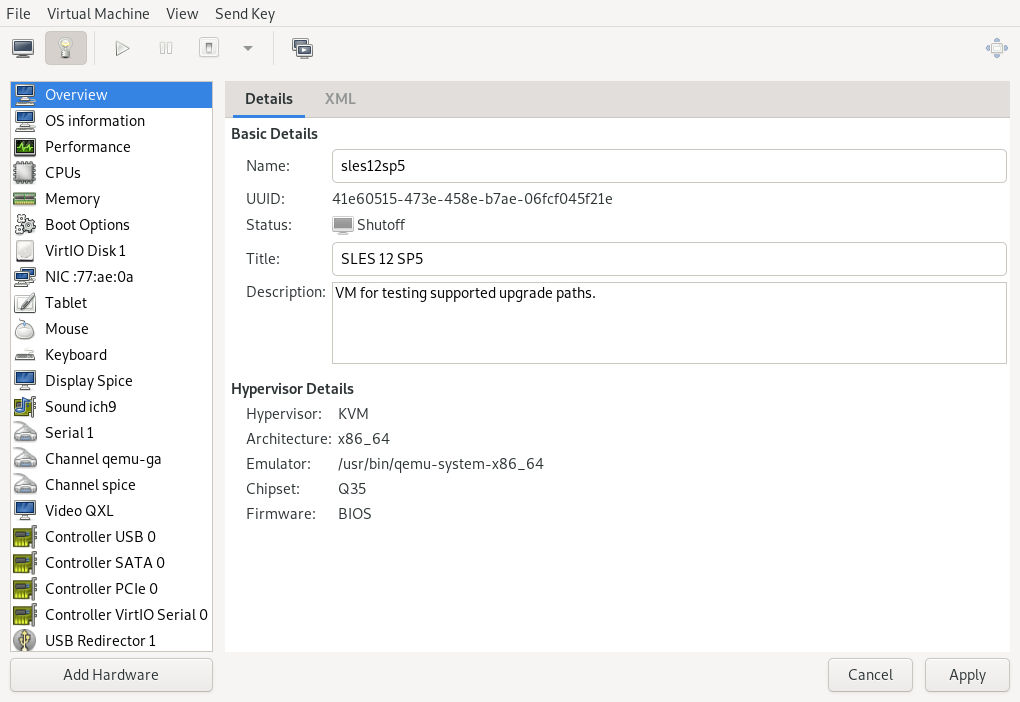 File Virtual Machine View Send Key
Overview
OS information
Performance
CPUs
Memory
Boot Options
VirtIO Disk 1
NIC :77:ae:0a
Tablet
Mouse
Keyboard
Display Spice
Sound ich9
Serial 1
Channel qemu-ga
Channel spice
Video QXL
Controller USB 0
Controller SATA 0
Controller PCIe 0
Controller VirtIO Serial 0
USB Redirector 1
Add Hardware
Details XML
Basic Details
Name: sles12sp5
UUID: 41e60515-473e-458e-b7ae-06fcf045f21e
Status: Shutoff
Title: SLES 12 SP5
Description: VM for testing supported upgrade paths.
Hypervisor Details
Hypervisor: KVM
Architecture: x86_64
Emulator: /usr/bin/qemu-system-x86_64
Chipset: Q35
Firmware: BIOS
Cancel Apply